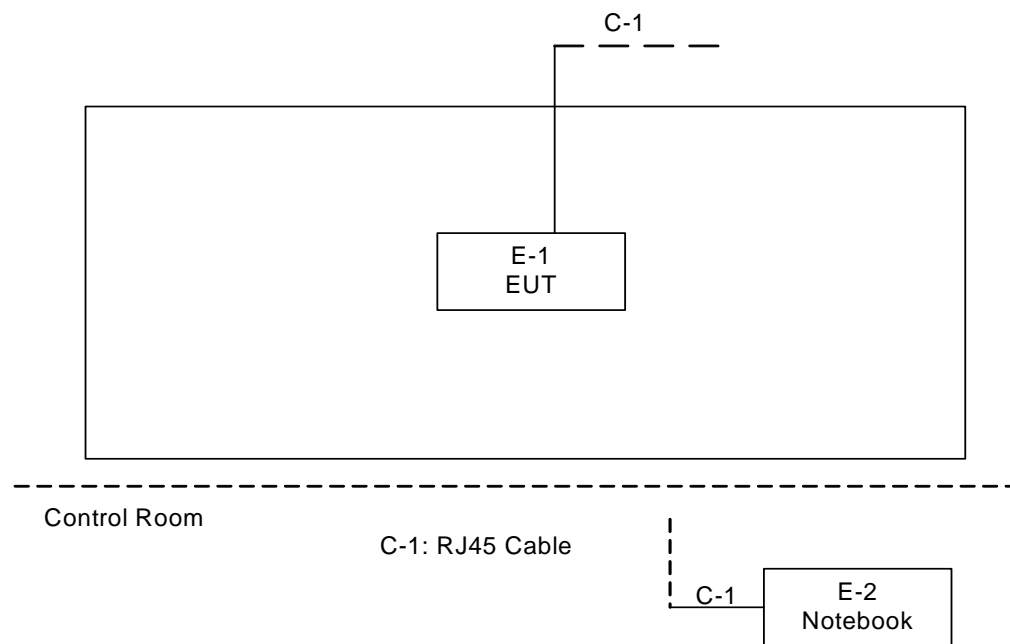 C-1
E-1
EUT
Control Room
C-1: RJ45 Cable
C-1
E-2
Notebook